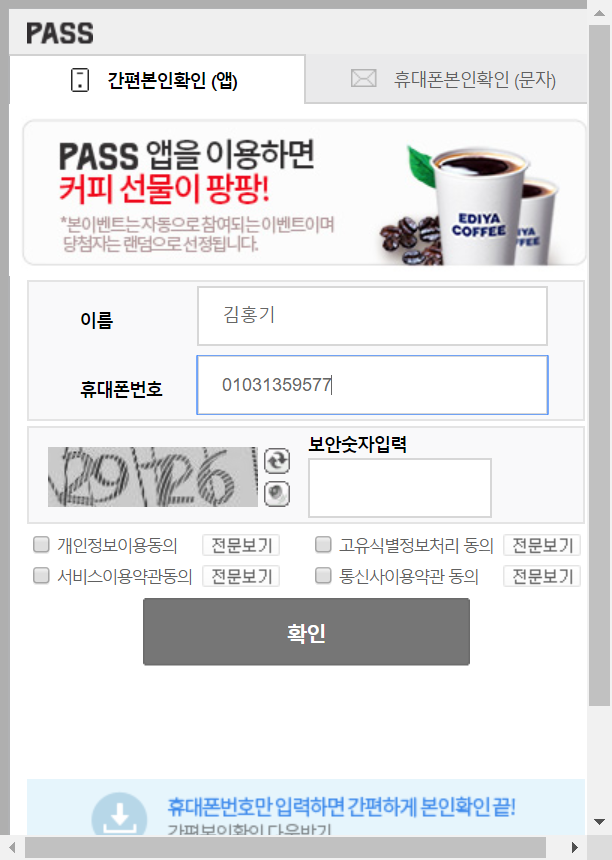 PASS
간편본인확인 (앱)
휴대폰본인확인 (문자)
PASS 앱을 이용하면
커피 선물이 팡팡!
*본이벤트는 자동으로 참여되는 이벤트이며
당첨자는 랜덤으로 선정됩니다.
EDIYA
COFFEE
YA
FEE
이름
김홍기
휴대폰번호
01031359577
보안숫자입력
개인정보이용동의 전문보기
고유식별정보처리 동의 전문보기
서비스이용약관동의 전문보기
통신사이용약관 동의 전문보기
확인
휴대폰번호만 입력하면 간편하게 본인확인 끝!
간편본인확인 다운받기